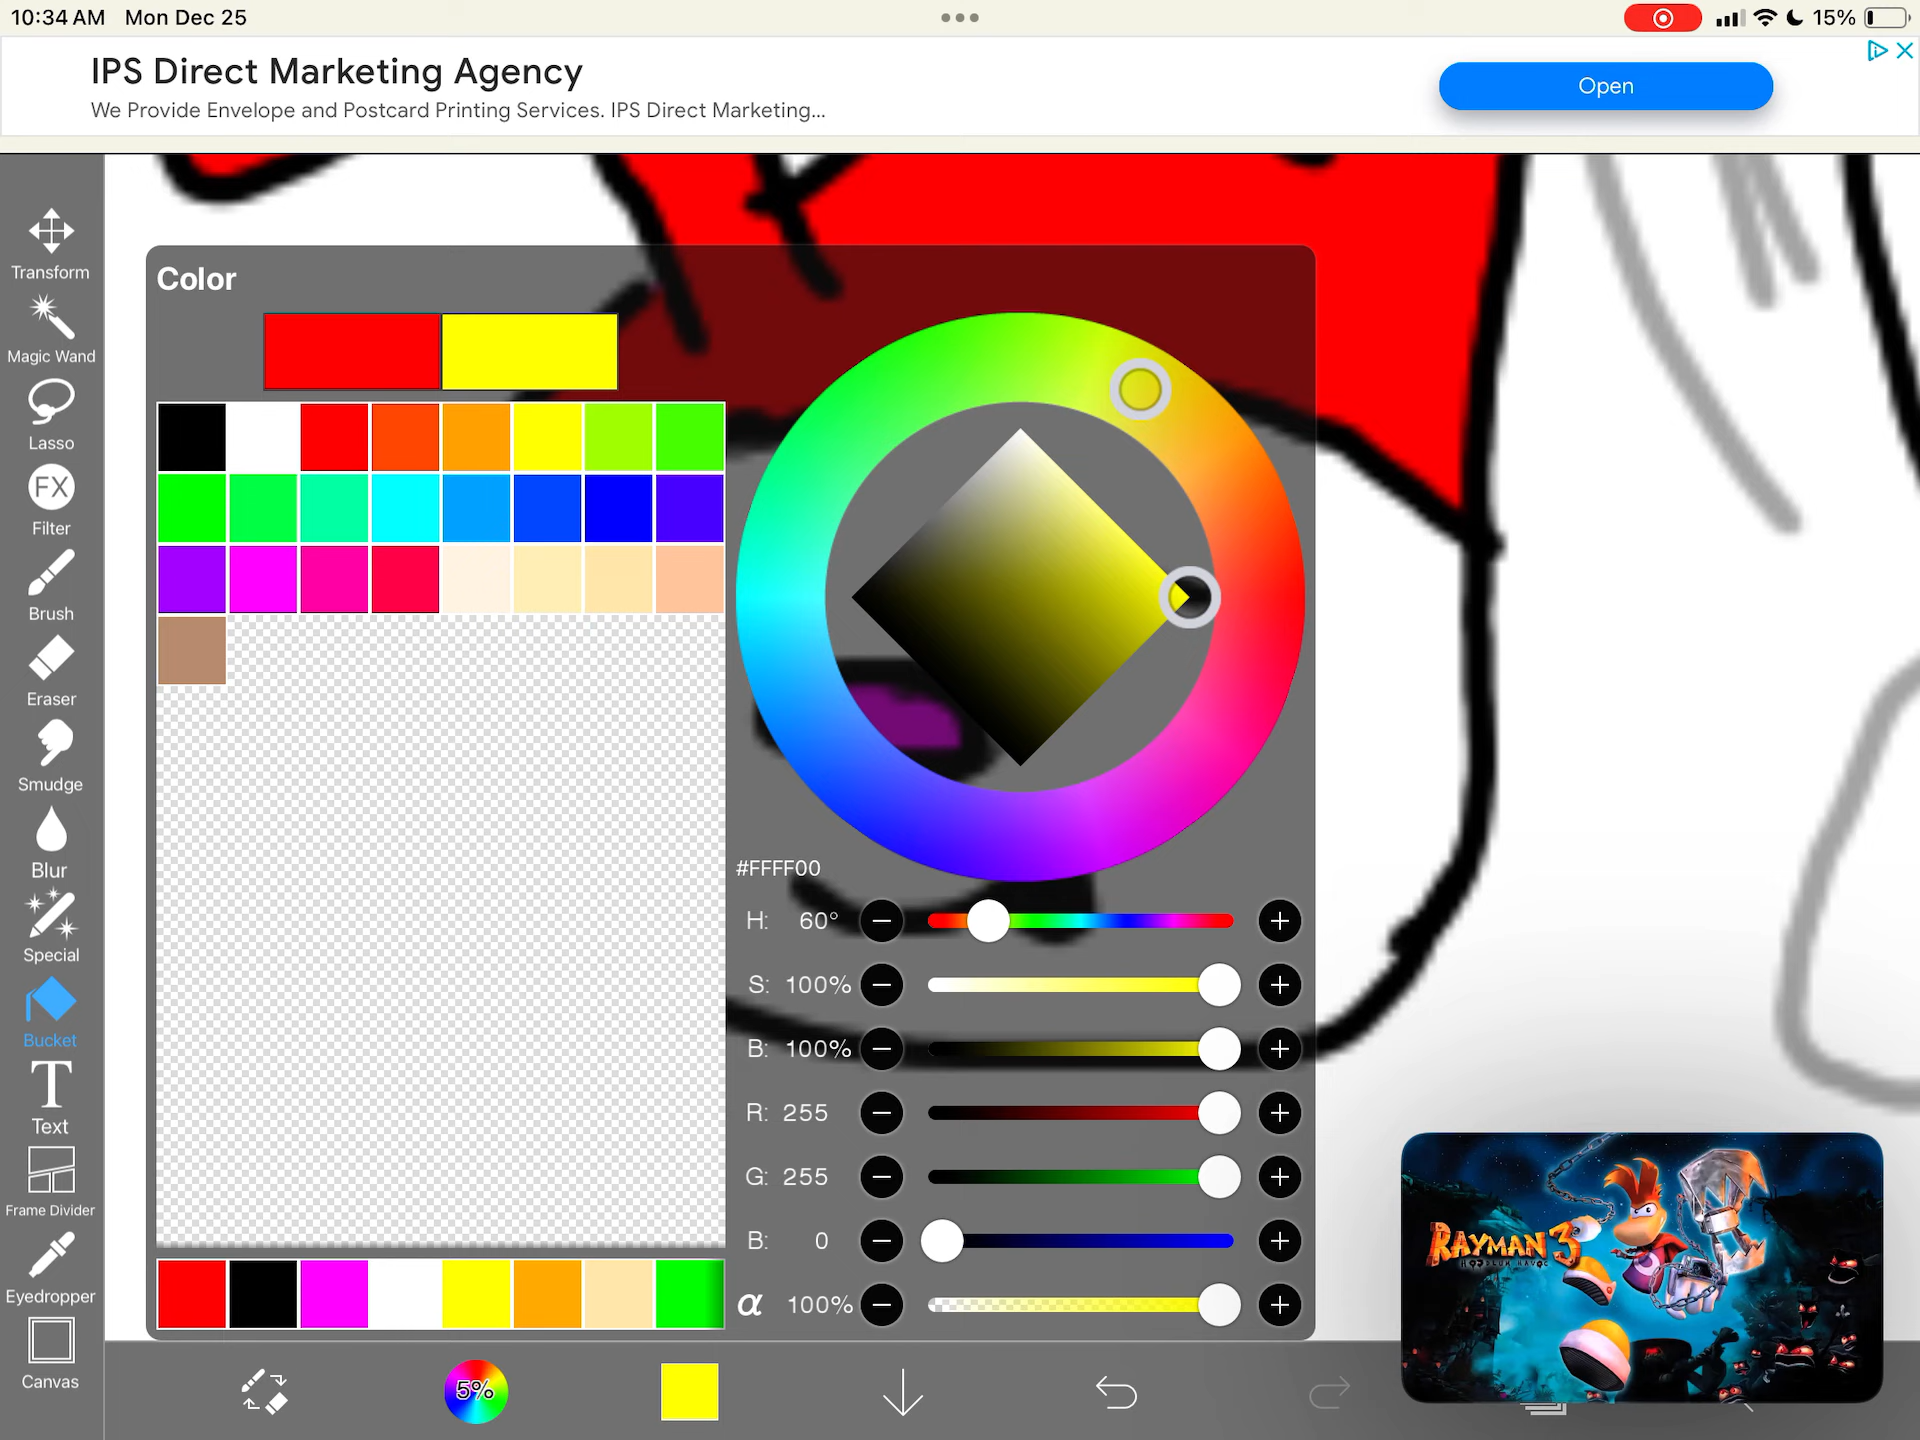 10:34 AM Mon Dec 25
15%
IPS Direct Marketing Agency
We Provide Envelope and Postcard Printing Services. IPS Direct Marketing...
Open
Transform
Magic Wand
Lasso
FX
Filter
Brush
Eraser
Smudge
Blur
Special
Bucket
T
Text
Frame Divider
Eyedropper
Canvas
Color
#FFFF00
H: 60°
S: 100%
B: 100%
R: 255
G: 255
B: 0
α 100%
5%
RAYMAN 3
HOODLUM HAVOC